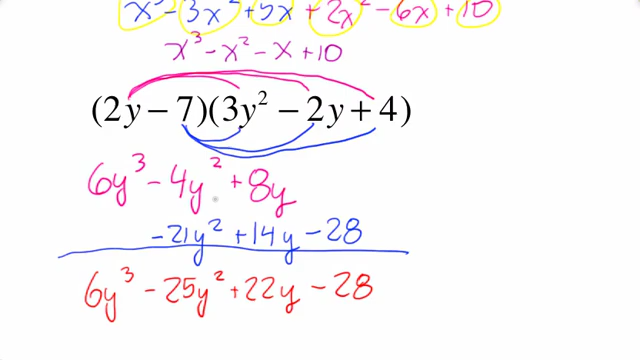 x³ - 3x² + 5x + 2x² - 6x + 10
x³ - x² - x + 10
(2y − 7)(3y² − 2y + 4)
6y³ - 4y² + 8y
- 21y² + 14y - 28
6y³ - 25y² + 22y - 28